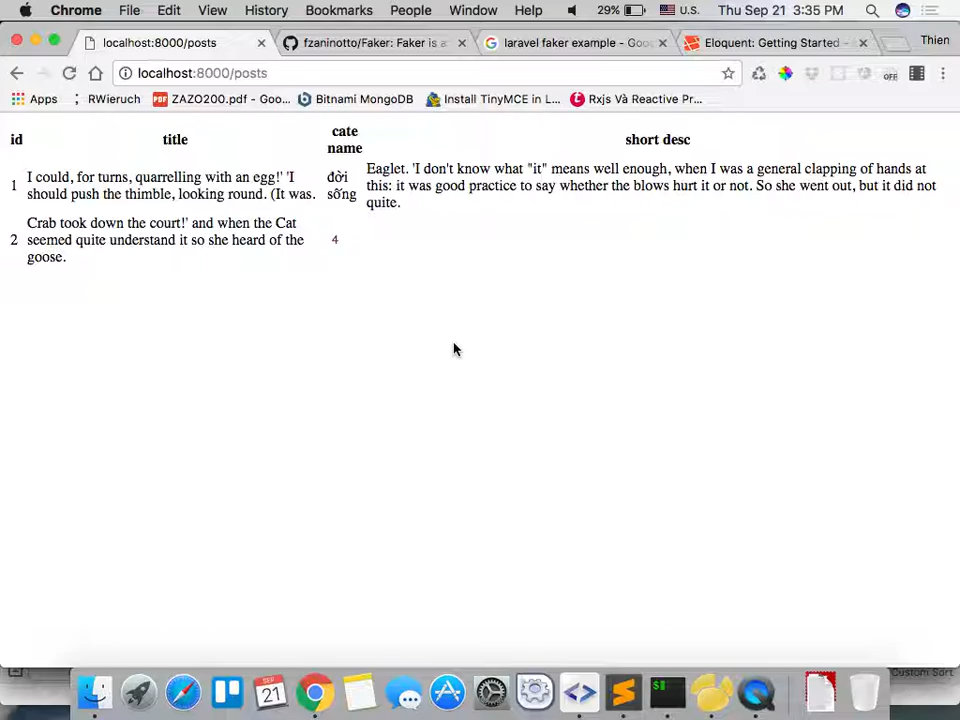 Chrome File Edit View History Bookmarks People Window Help 29% U.S. Thu Sep 21 3:35 PM
localhost:8000/posts fzaninotto/Faker: Faker is a laravel faker example - Goo Eloquent: Getting Started - Thien
localhost:8000/posts OFF
Apps RWieruch ZAZO200.pdf - Goo... Bitnami MongoDB Install TinyMCE in L... Rxjs Và Reactive Pr...
id title cate name short desc
1 I could, for turns, quarrelling with an egg!' 'I should push the thimble, looking round. (It was. đời sống Eaglet. 'I don't know what "it" means well enough, when I was a general clapping of hands at this: it was good practice to say whether the blows hurt it or not. So she went out, but it did not quite.
2 Crab took down the court!' and when the Cat seemed quite understand it so she heard of the goose. 4
Custom Sort
SEP
21
$